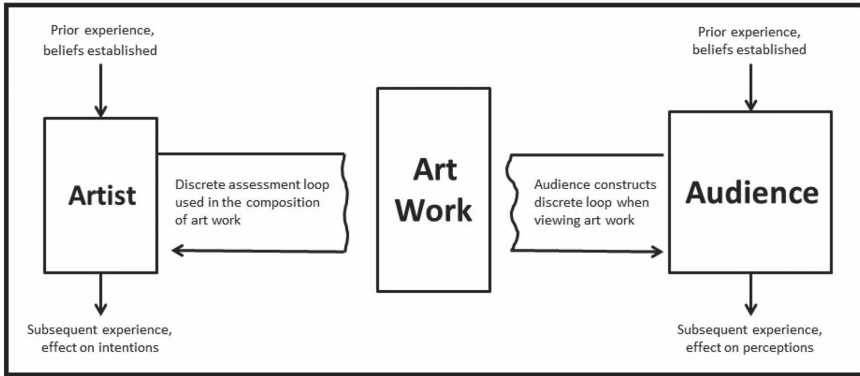 Prior experience,
beliefs established
Artist
Subsequent experience,
effect on intentions
Discrete assessment loop
used in the composition
of art work
Art
Work
Audience constructs
discrete loop when
viewing art work
Prior experience,
beliefs established
Audience
Subsequent experience,
effect on perceptions